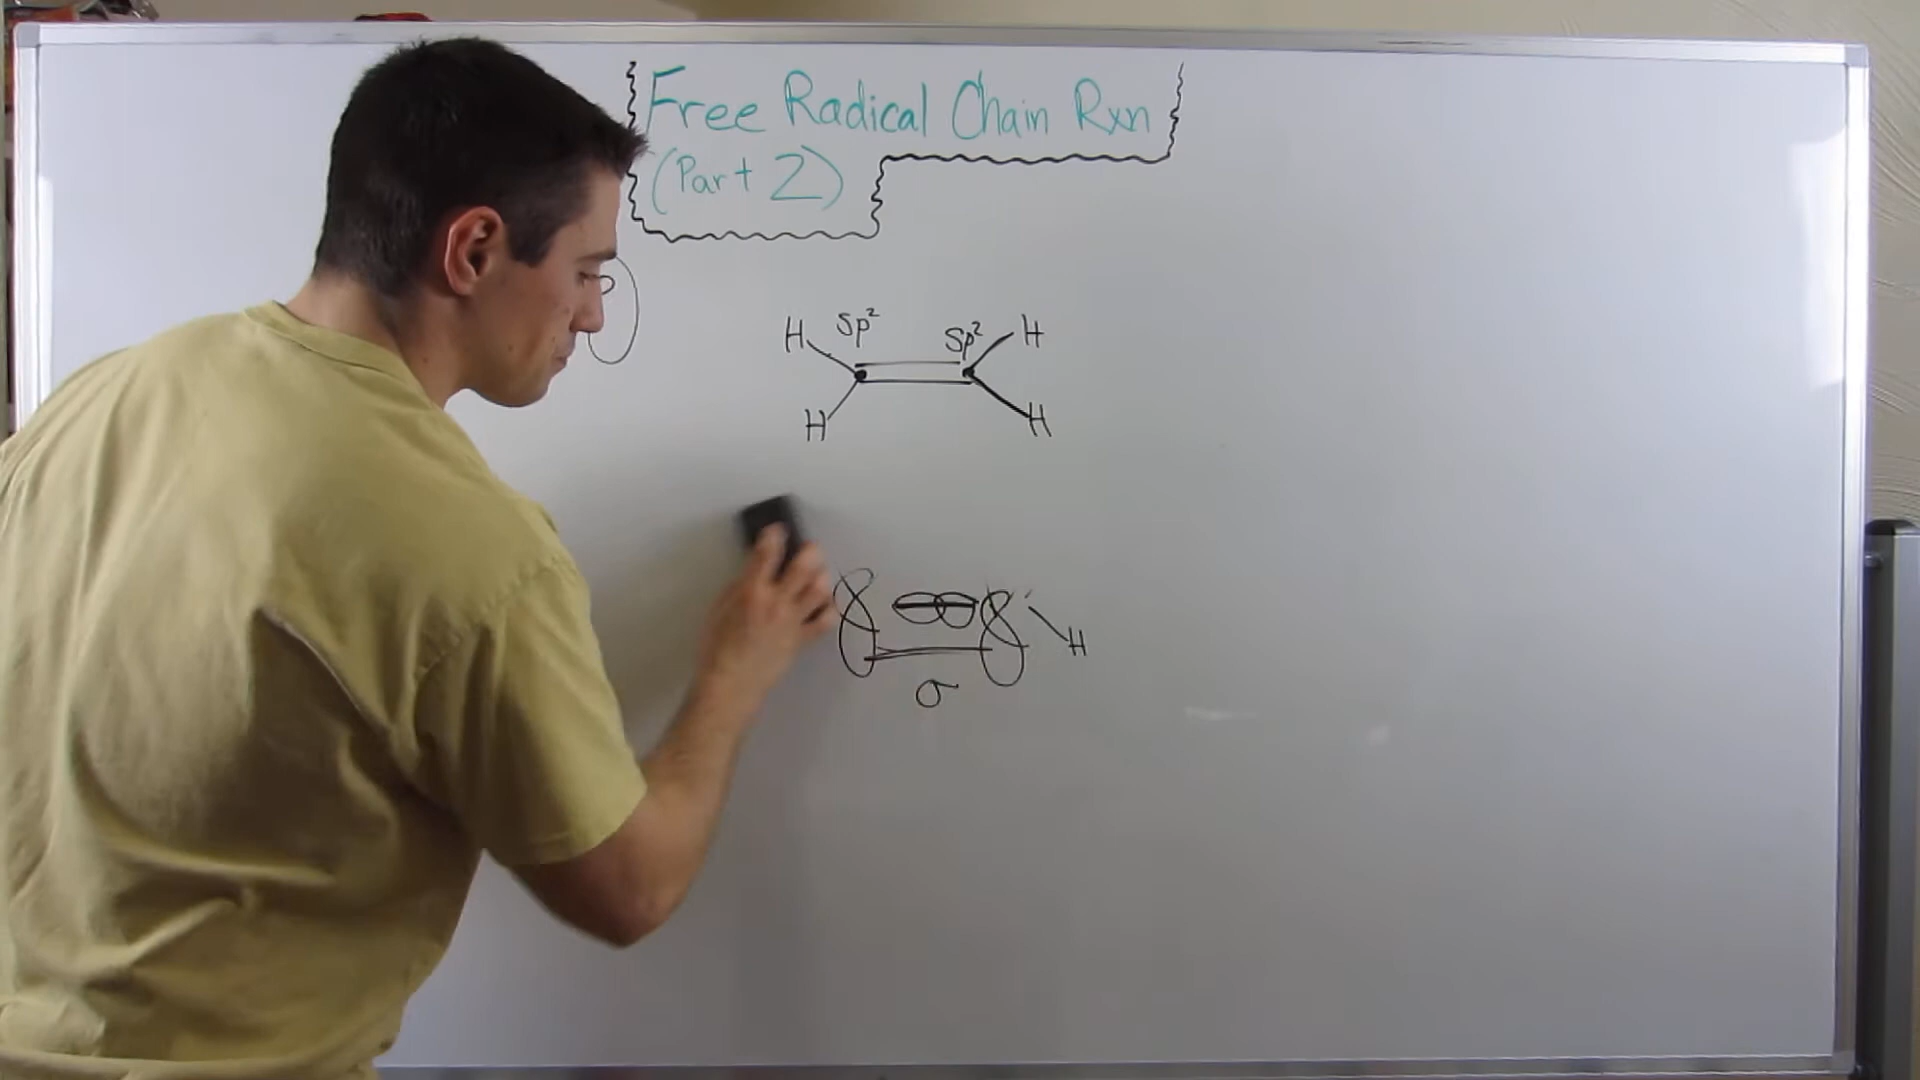 Free Radical Chain Rxn
(Part 2)
H Sp² Sp² H
H H
H
σ